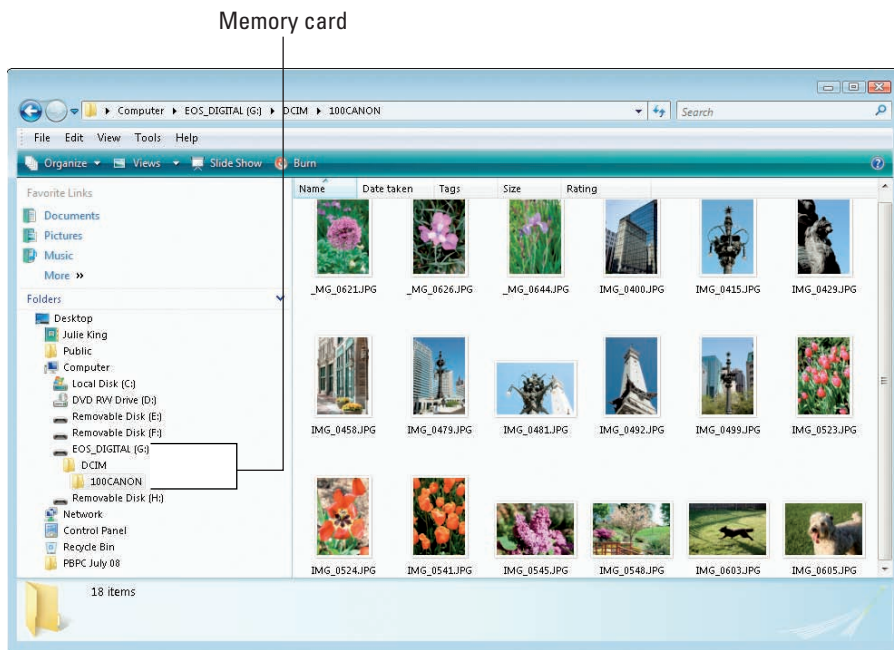 Memory card
Computer EOS_DIGITAL (G:) DCIM 100CANON Search
File Edit View Tools Help
Organize Views Slide Show Burn
Favorite Links
Documents
Pictures
Music
More »
Folders
Desktop
Julie King
Public
Computer
Local Disk (C:)
DVD RW Drive (D:)
Removable Disk (E:)
Removable Disk (F:)
EOS_DIGITAL (G:)
DCIM
100CANON
Removable Disk (H:)
Network
Control Panel
Recycle Bin
PBPC July 08
Name Date taken Tags Size Rating
_MG_0621.JPG _MG_0626.JPG _MG_0644.JPG IMG_0400.JPG IMG_0415.JPG IMG_0429.JPG
IMG_0458.JPG IMG_0479.JPG IMG_0481.JPG IMG_0492.JPG IMG_0499.JPG IMG_0523.JPG
IMG_0524.JPG IMG_0541.JPG IMG_0545.JPG IMG_0548.JPG IMG_0603.JPG IMG_0605.JPG
18 items